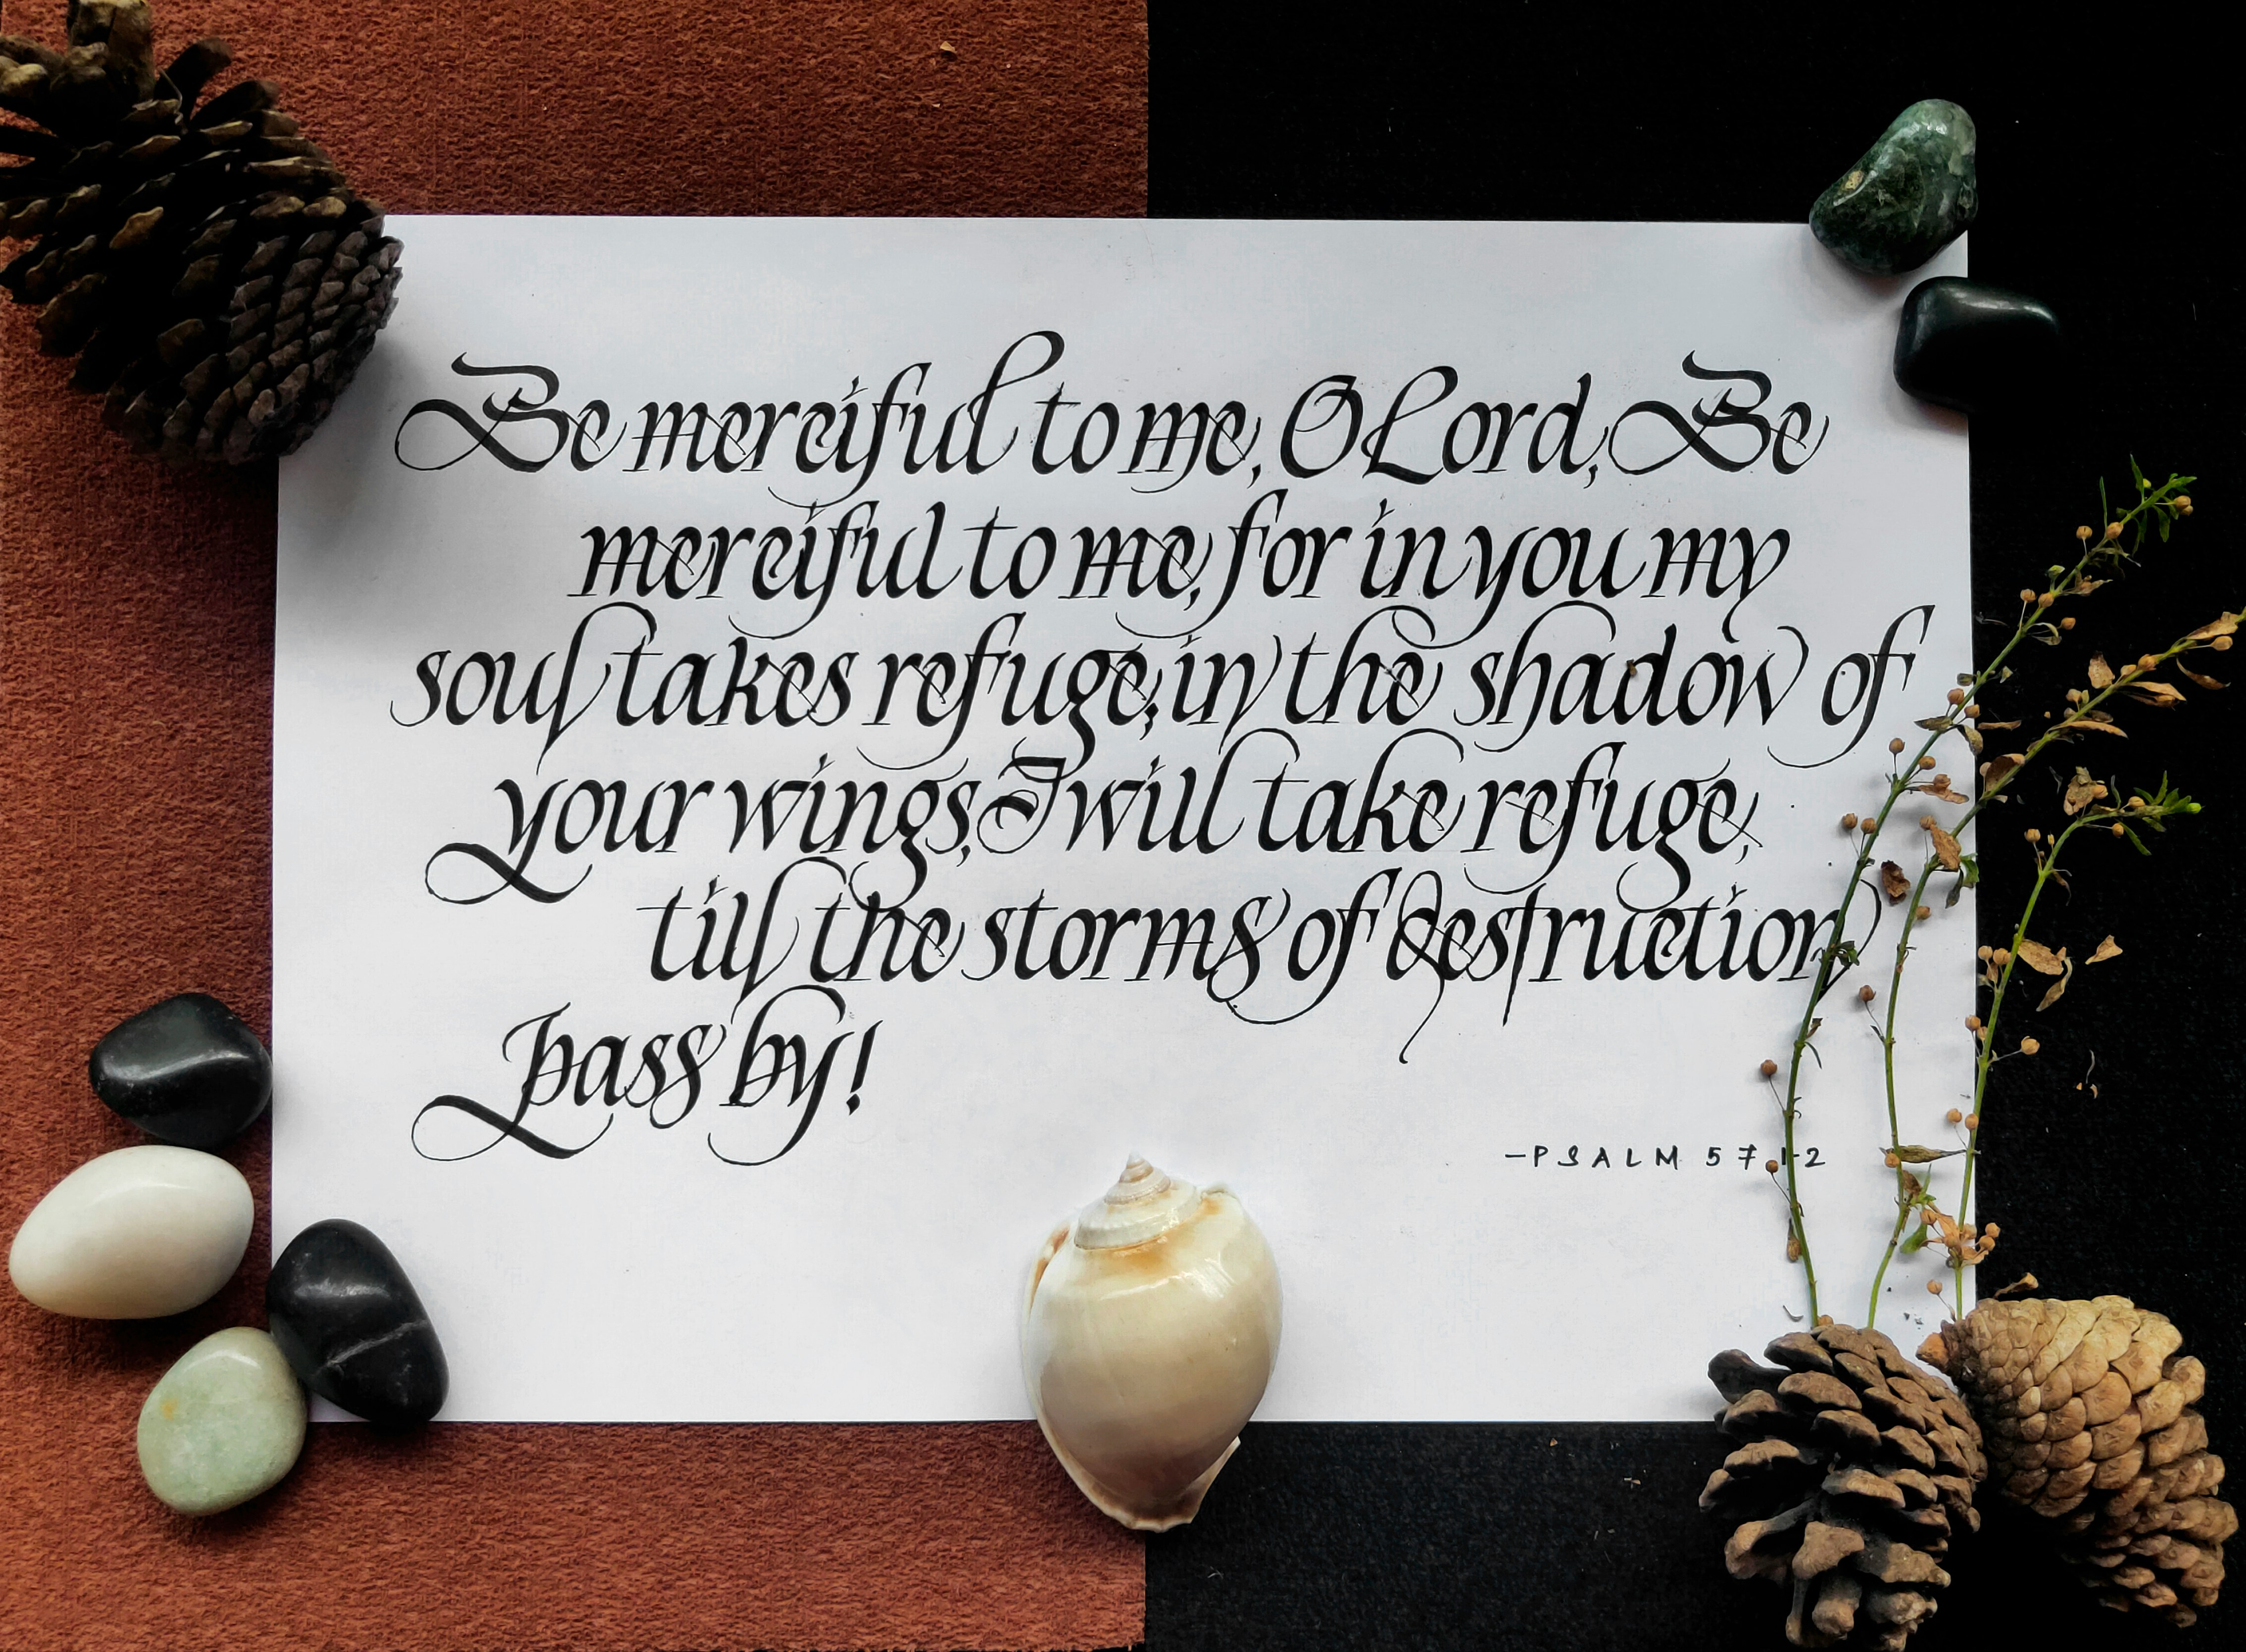 Be merciful to me, O Lord, Be
merciful to me, for in you my
soul takes refuge; in the shadow of
your wings, I will take refuge,
till the storms of destruction
pass by!
-PSALM 57 1-2